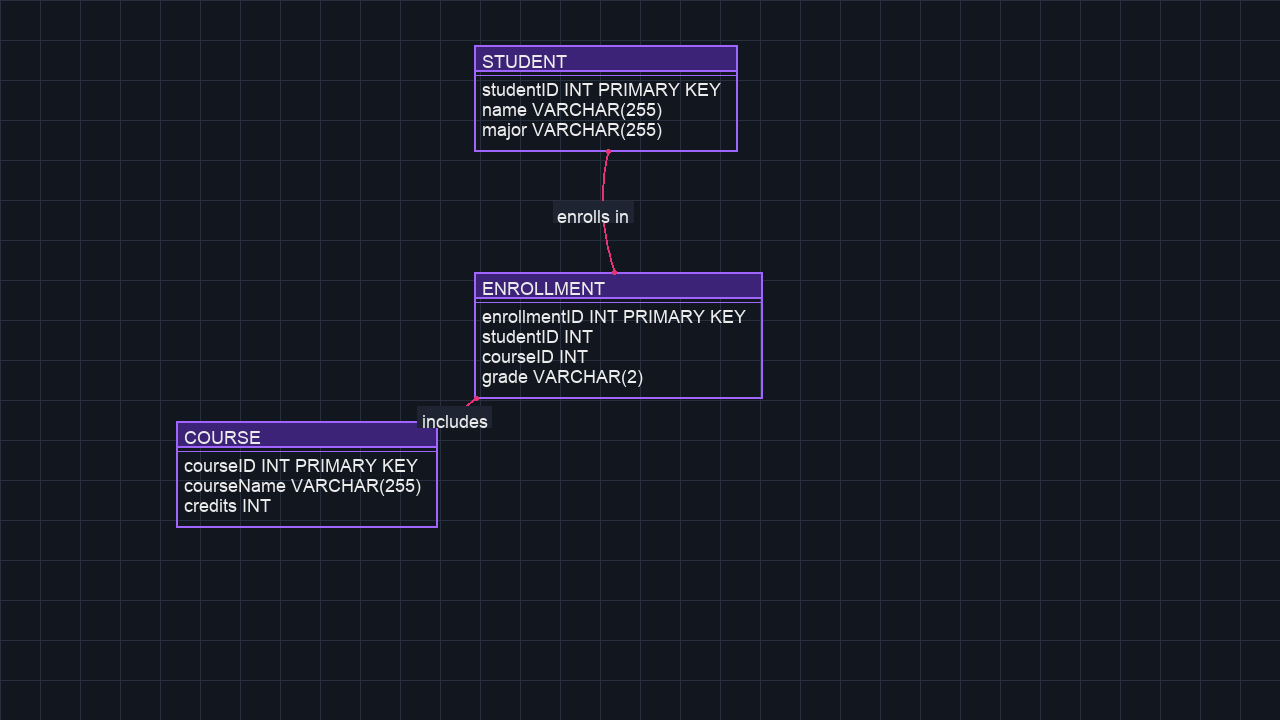 STUDENT
studentID INT PRIMARY KEY
name VARCHAR(255)
major VARCHAR(255)
enrolls in
ENROLLMENT
enrollmentID INT PRIMARY KEY
studentID INT
courseID INT
grade VARCHAR(2)
includes
COURSE
courseID INT PRIMARY KEY
courseName VARCHAR(255)
credits INT